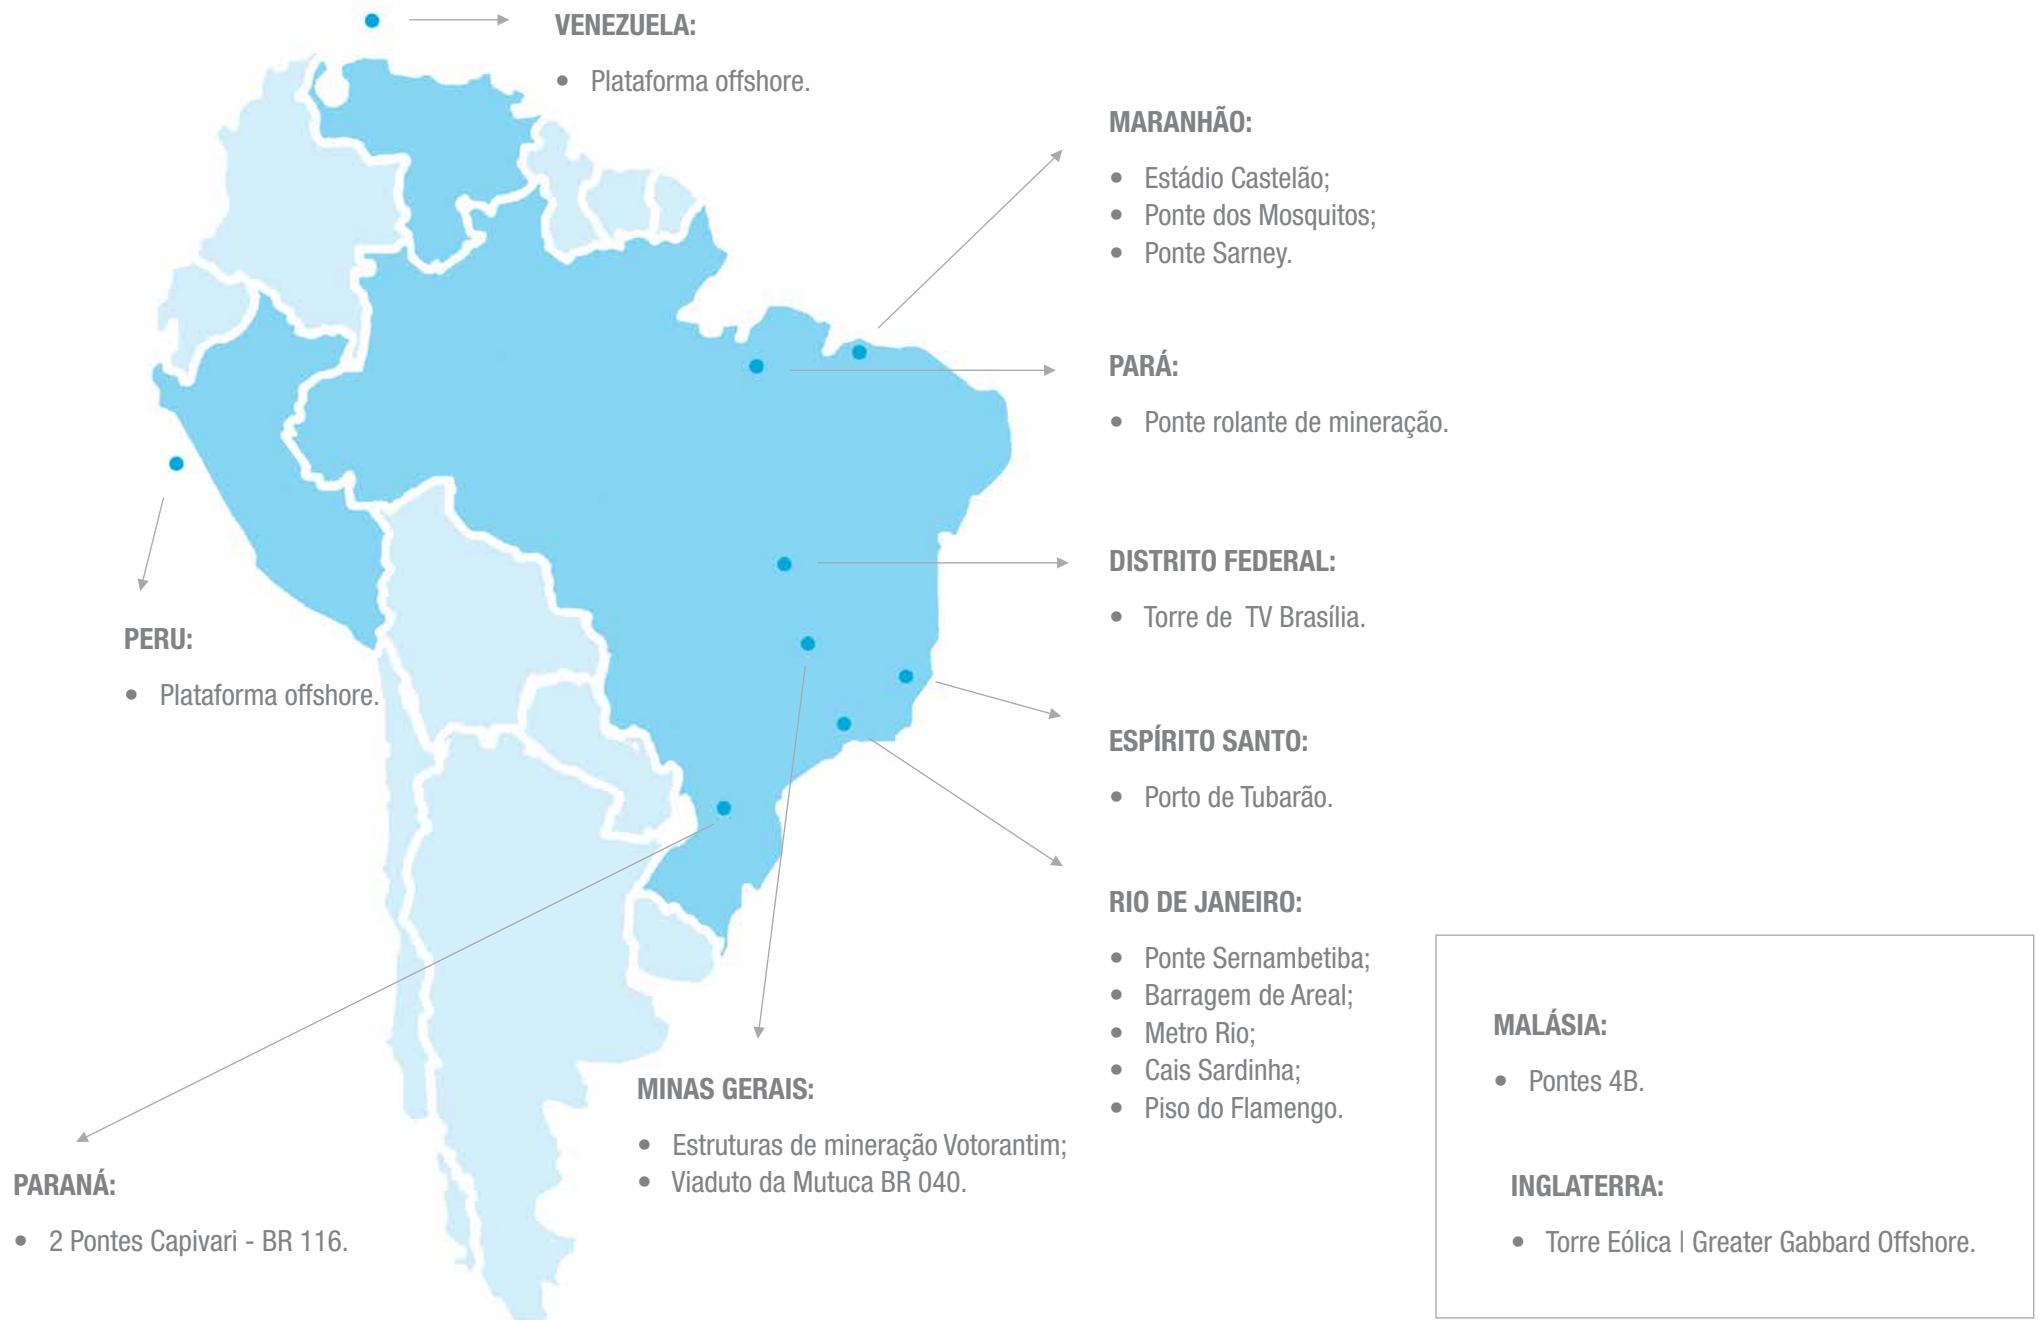 VENEZUELA:
• Plataforma offshore.
MARANHÃO:
• Estádio Castelão;
• Ponte dos Mosquitos;
• Ponte Sarney.
PARÁ:
• Ponte rolante de mineração.
DISTRITO FEDERAL:
• Torre de TV Brasília.
PERU:
• Plataforma offshore.
ESPÍRITO SANTO:
• Porto de Tubarão.
RIO DE JANEIRO:
• Ponte Sernambetiba;
• Barragem de Areal;
• Metro Rio;
• Cais Sardinha;
• Piso do Flamengo.
MINAS GERAIS:
• Estruturas de mineração Votorantim;
• Viaduto da Mutuca BR 040.
PARANÁ:
• 2 Pontes Capivari - BR 116.
MALÁSIA:
• Pontes 4B.
INGLATERRA:
• Torre Eólica | Greater Gabbard Offshore.